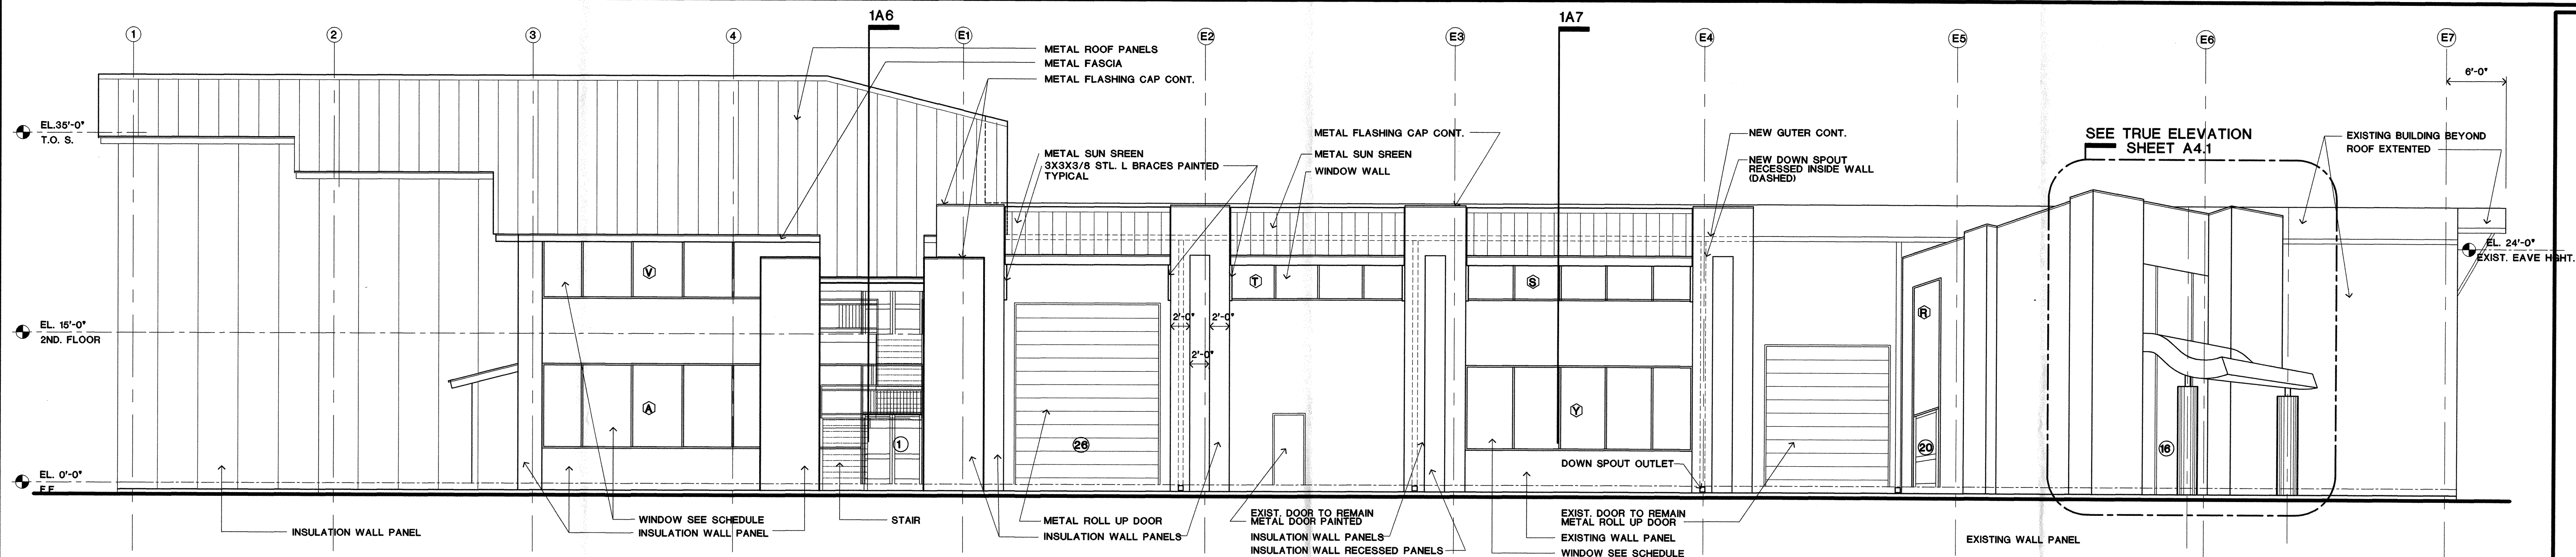 1A6
1A7
1
2
3
4
E1
E2
E3
E4
E5
E6
E7
METAL ROOF PANELS
METAL FASCIA
METAL FLASHING CAP CONT.
6'-0"
EL.35'-0"
T.O. S.
METAL SUN SREEN
3X3X3/8 STL. L BRACES PAINTED
TYPICAL
METAL FLASHING CAP CONT.
METAL SUN SREEN
WINDOW WALL
NEW GUTER CONT.
NEW DOWN SPOUT
RECESSED INSIDE WALL
(DASHED)
SEE TRUE ELEVATION
SHEET A4.1
EXISTING BUILDING BEYOND
ROOF EXTENTED
EL. 24'-0"
EXIST. EAVE HGHT.
V
T
S
R
EL. 15'-0"
2ND. FLOOR
2'-0"
2'-0"
2'-0"
A
Y
1
26
20
16
DOWN SPOUT OUTLET
EL. 0'-0"
F.F.
INSULATION WALL PANEL
WINDOW SEE SCHEDULE
INSULATION WALL PANEL
STAIR
METAL ROLL UP DOOR
INSULATION WALL PANELS
EXIST. DOOR TO REMAIN
METAL DOOR PAINTED
INSULATION WALL PANELS
INSULATION WALL RECESSED PANELS
EXIST. DOOR TO REMAIN
METAL ROLL UP DOOR
EXISTING WALL PANEL
WINDOW SEE SCHEDULE
EXISTING WALL PANEL